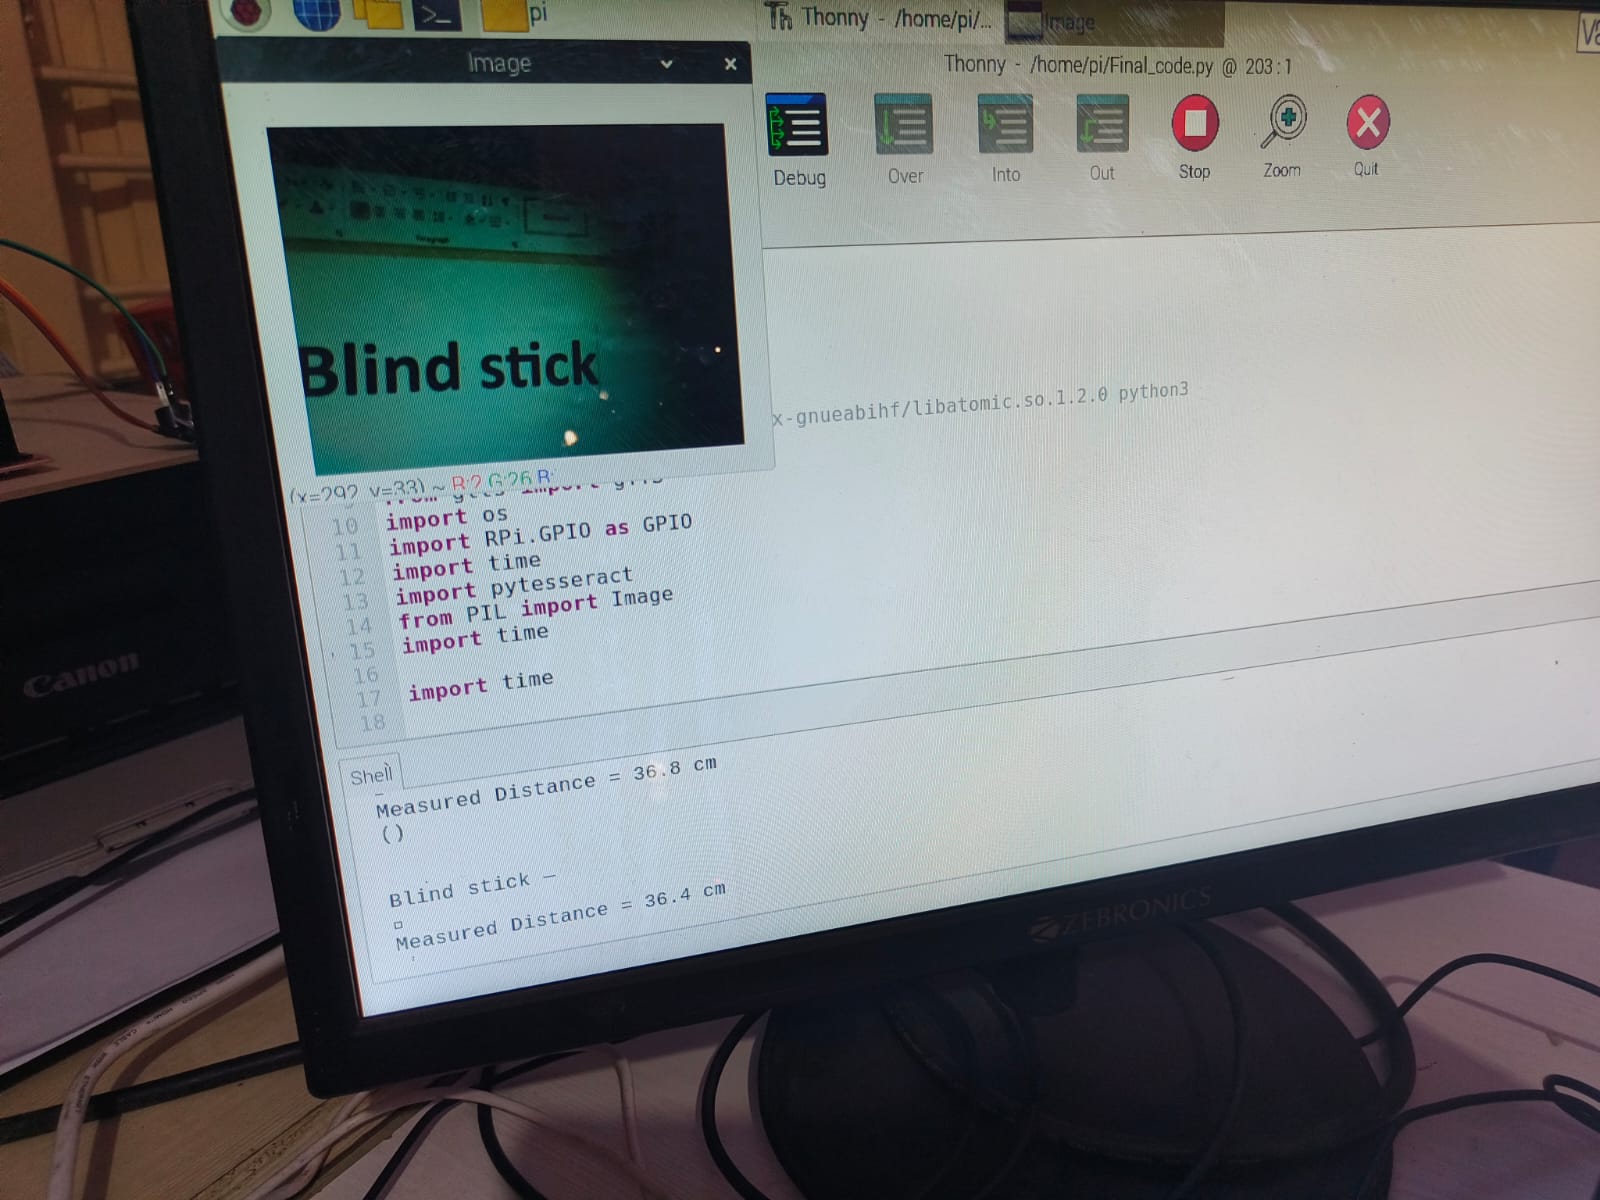 pi
Thonny - /home/pi/...
Image
Image
Thonny - /home/pi/Final_code.py @ 203:1
Debug
Over
Into
Out
Stop
Zoom
Quit
Paragraph
Blind stick
x-gnueabihf/libatomic.so.1.2.0 python3
(x=292, y=33) ~ R:2 G:26 B:
10 import os
11 import RPi.GPIO as GPIO
12 import time
13 import pytesseract
14 from PIL import Image
15 import time
16
17 import time
18
Shell
Measured Distance = 36.8 cm
()
Blind stick —
Measured Distance = 36.4 cm
Canon
ZEBRONICS